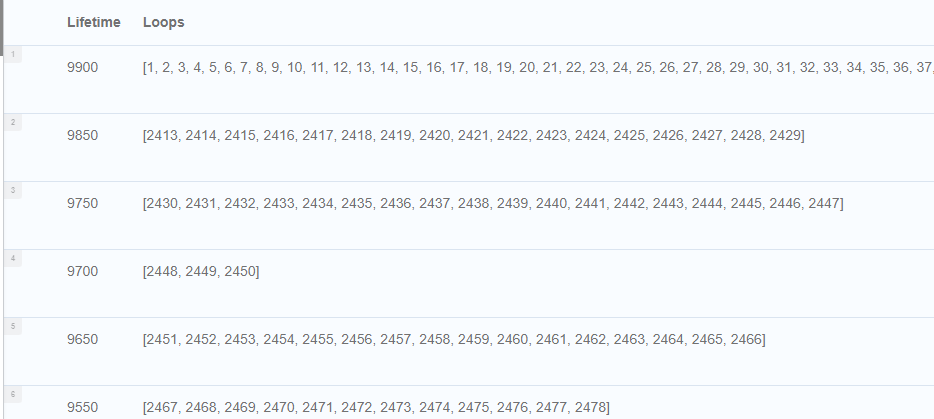 Lifetime Loops
1
9900 [1, 2, 3, 4, 5, 6, 7, 8, 9, 10, 11, 12, 13, 14, 15, 16, 17, 18, 19, 20, 21, 22, 23, 24, 25, 26, 27, 28, 29, 30, 31, 32, 33, 34, 35, 36, 37,
2
9850 [2413, 2414, 2415, 2416, 2417, 2418, 2419, 2420, 2421, 2422, 2423, 2424, 2425, 2426, 2427, 2428, 2429]
3
9750 [2430, 2431, 2432, 2433, 2434, 2435, 2436, 2437, 2438, 2439, 2440, 2441, 2442, 2443, 2444, 2445, 2446, 2447]
4
9700 [2448, 2449, 2450]
5
9650 [2451, 2452, 2453, 2454, 2455, 2456, 2457, 2458, 2459, 2460, 2461, 2462, 2463, 2464, 2465, 2466]
6
9550 [2467, 2468, 2469, 2470, 2471, 2472, 2473, 2474, 2475, 2476, 2477, 2478]